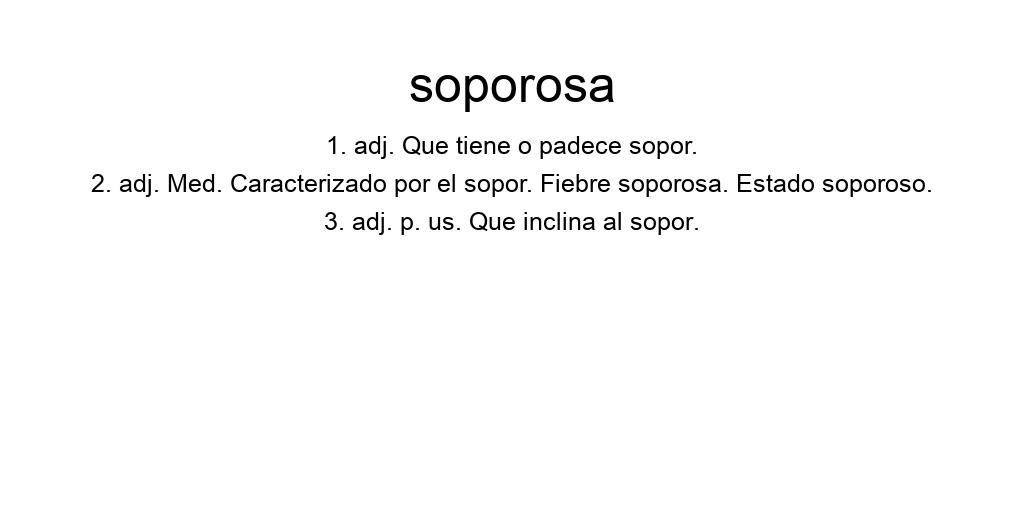 soporosa
1. adj. Que tiene o padece sopor.
2. adj. Med. Caracterizado por el sopor. Fiebre soporosa. Estado soporoso.
3. adj. p. us. Que inclina al sopor.